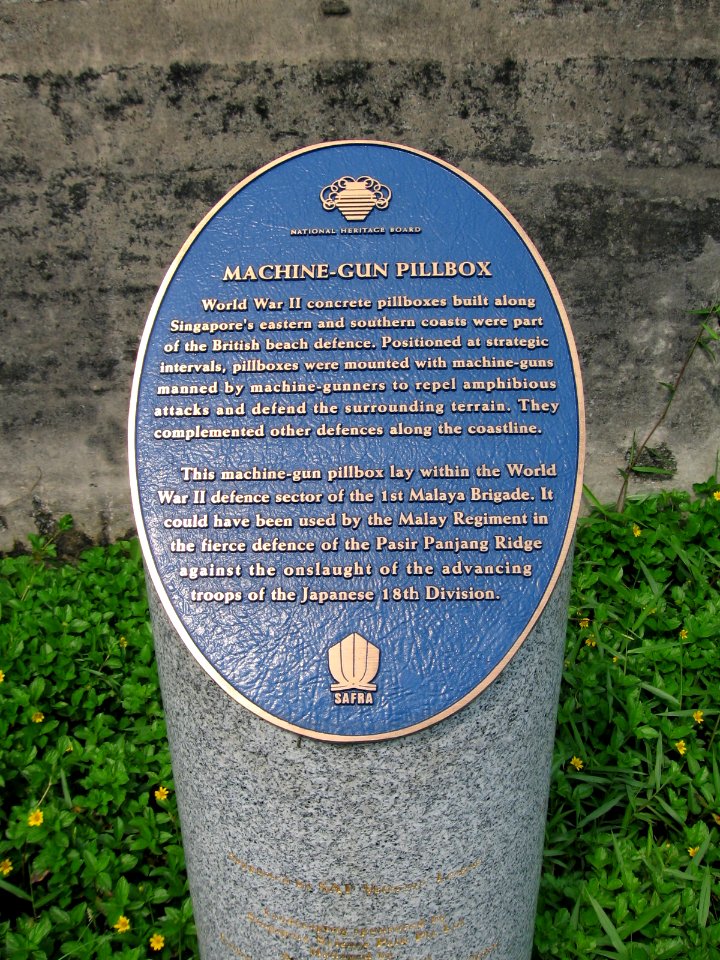 NATIONAL HERITAGE BOARD
MACHINE-GUN PILLBOX
World War II concrete pillboxes built along
Singapore's eastern and southern coasts were part
of the British beach defence. Positioned at strategic
intervals, pillboxes were mounted with machine-guns
manned by machine-gunners to repel amphibious
attacks and defend the surrounding terrain. They
complemented other defences along the coastline.
This machine-gun pillbox lay within the World
War II defence sector of the 1st Malaya Brigade. It
could have been used by the Malay Regiment in
the fierce defence of the Pasir Panjang Ridge
against the onslaught of the advancing
troops of the Japanese 18th Division.
SAFRA